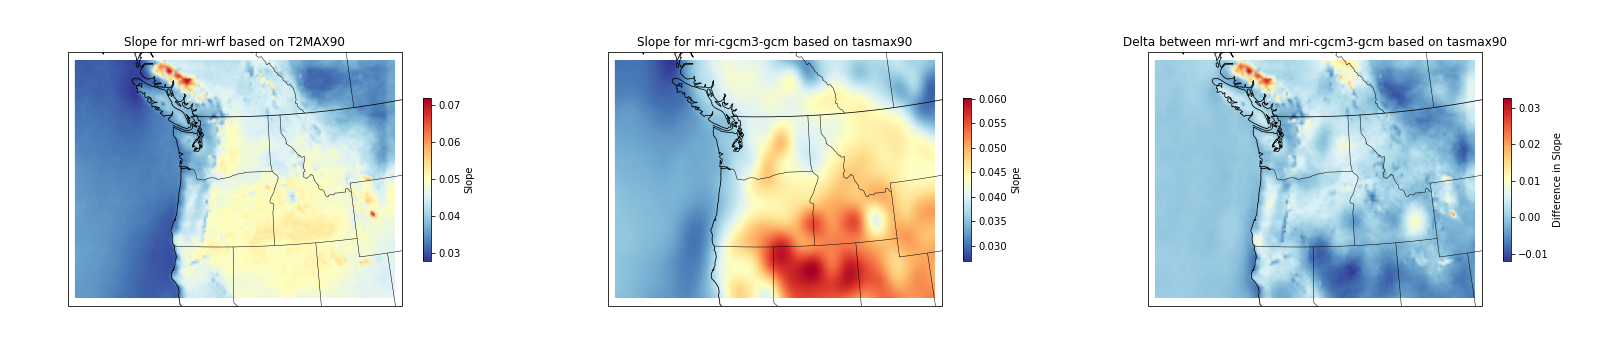 Slope for mri-wrf based on T2MAX90
0.07
0.06
0.05
0.04
0.03
Slope
Slope for mri-cgcm3-gcm based on tasmax90
0.060
0.055
0.050
0.045
0.040
0.035
0.030
Slope
Delta between mri-wrf and mri-cgcm3-gcm based on tasmax90
0.03
0.02
0.01
0.00
−0.01
Difference in Slope